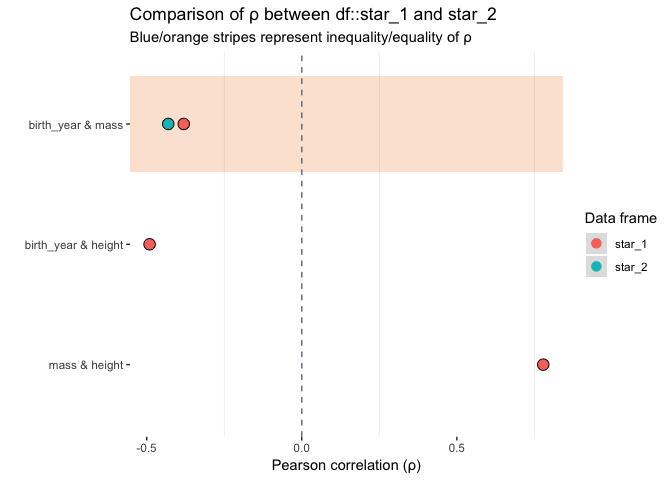 Comparison of ρ between df::star_1 and star_2
Blue/orange stripes represent inequality/equality of ρ
birth_year & mass
birth_year & height
mass & height
-0.5
0.0
0.5
Pearson correlation (ρ)
Data frame
star_1
star_2